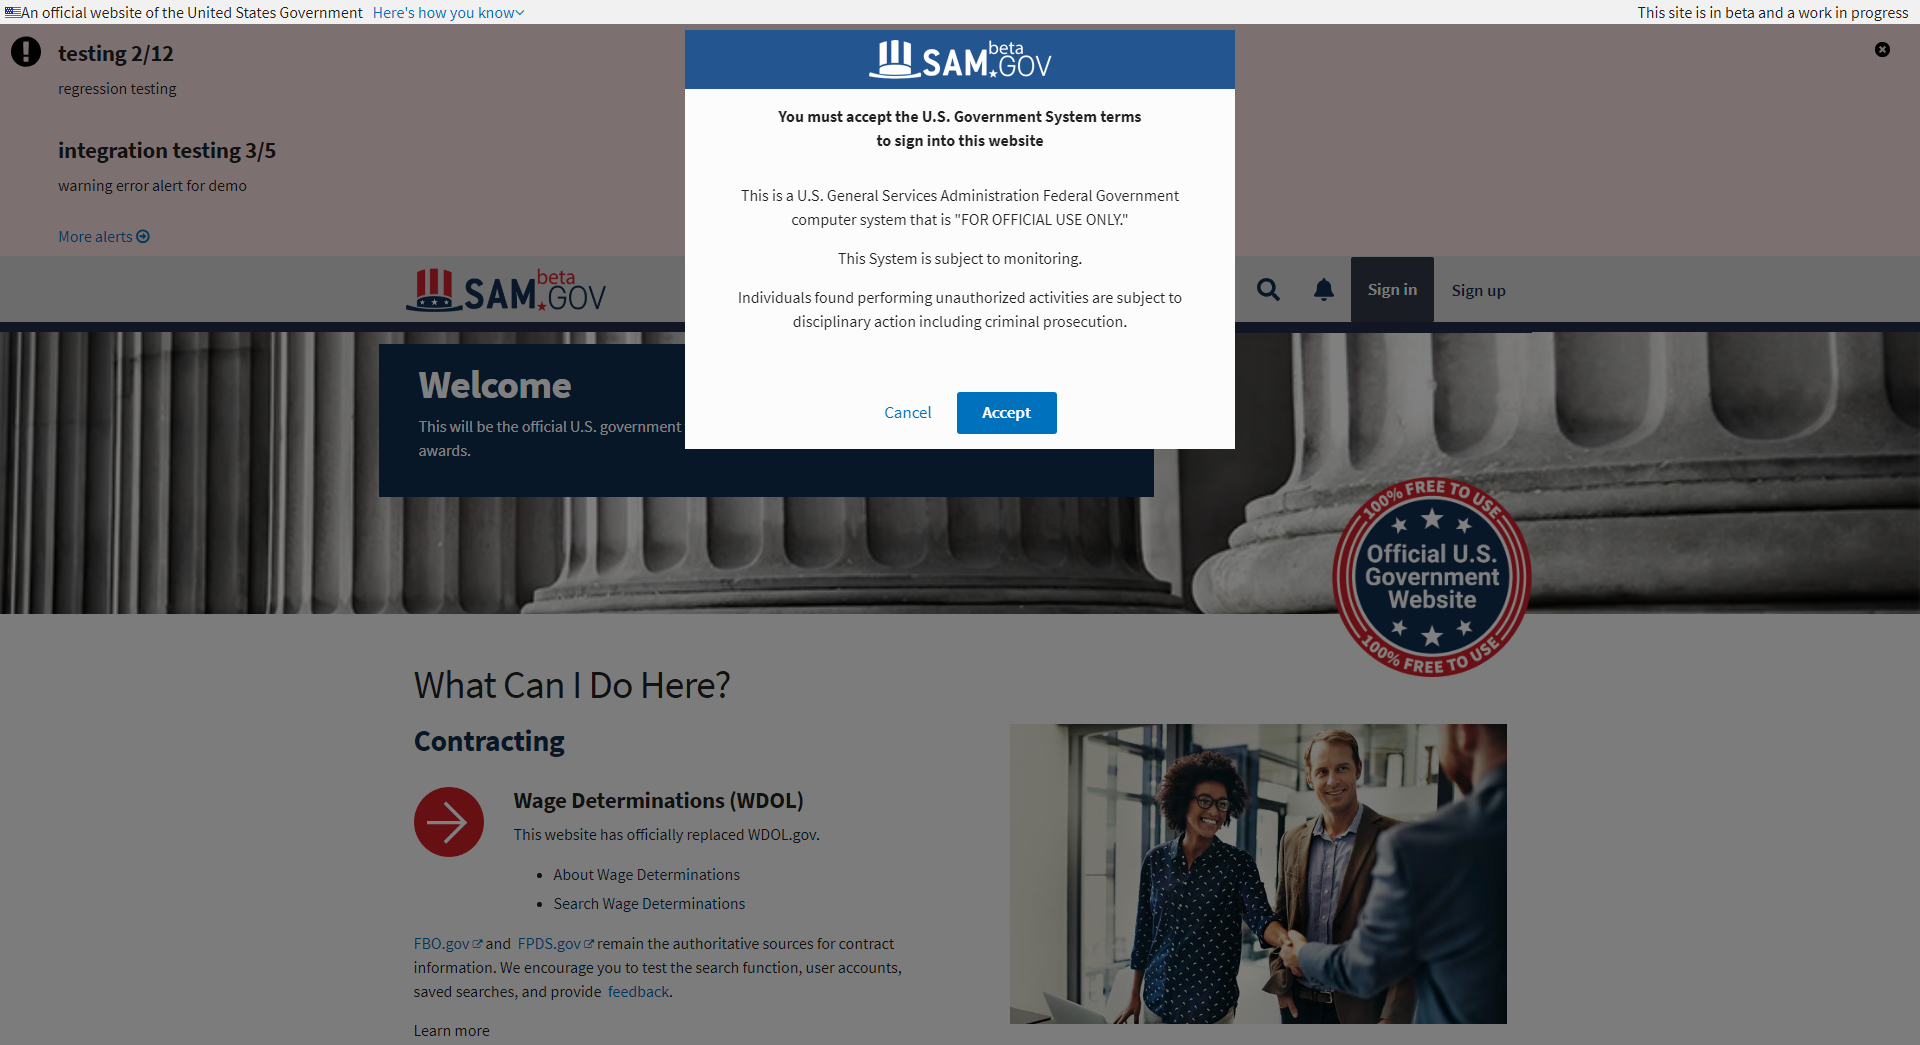 An official website of the United States Government Here's how you know
This site is in beta and a work in progress
testing 2/12
regression testing
integration testing 3/5
warning error alert for demo
More alerts
SAM.GOV beta
You must accept the U.S. Government System terms
to sign into this website
This is a U.S. General Services Administration Federal Government
computer system that is "FOR OFFICIAL USE ONLY."
This System is subject to monitoring.
Individuals found performing unauthorized activities are subject to
disciplinary action including criminal prosecution.
Cancel Accept
SAM.GOV beta
Sign in Sign up
Welcome
This will be the official U.S. government
awards.
100% FREE TO USE
Official U.S.
Government
Website
100% FREE TO USE
What Can I Do Here?
Contracting
Wage Determinations (WDOL)
This website has officially replaced WDOL.gov.
• About Wage Determinations
• Search Wage Determinations
FBO.gov and FPDS.gov remain the authoritative sources for contract
information. We encourage you to test the search function, user accounts,
saved searches, and provide feedback.
Learn more